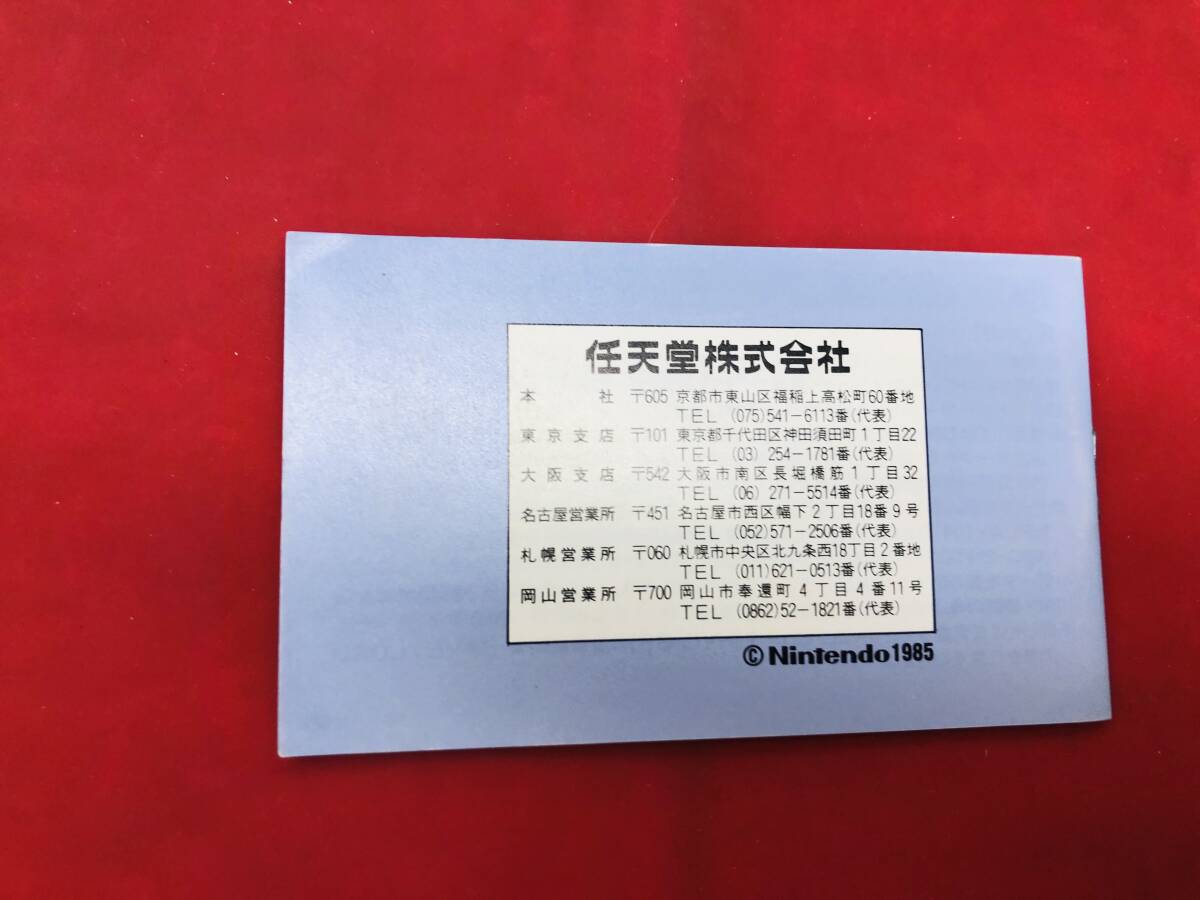 任天堂株式会社
本社 〒605 京都市東山区福稲上高松町60番地
TEL (075)541-6113番(代表)
東京支店 〒101 東京都千代田区神田須田町1丁目22
TEL (03) 254-1781番(代表)
大阪支店 〒542 大阪市南区長堀橋筋1丁目32
TEL (06) 271-5514番(代表)
名古屋営業所 〒451 名古屋市西区幅下2丁目18番9号
TEL (052)571-2506番(代表)
札幌営業所 〒060 札幌市中央区北九条西18丁目2番地
TEL (011)621-0513番(代表)
岡山営業所 〒700 岡山市奉還町4丁目4番11号
TEL (0862)52-1821番(代表)
©Nintendo1985